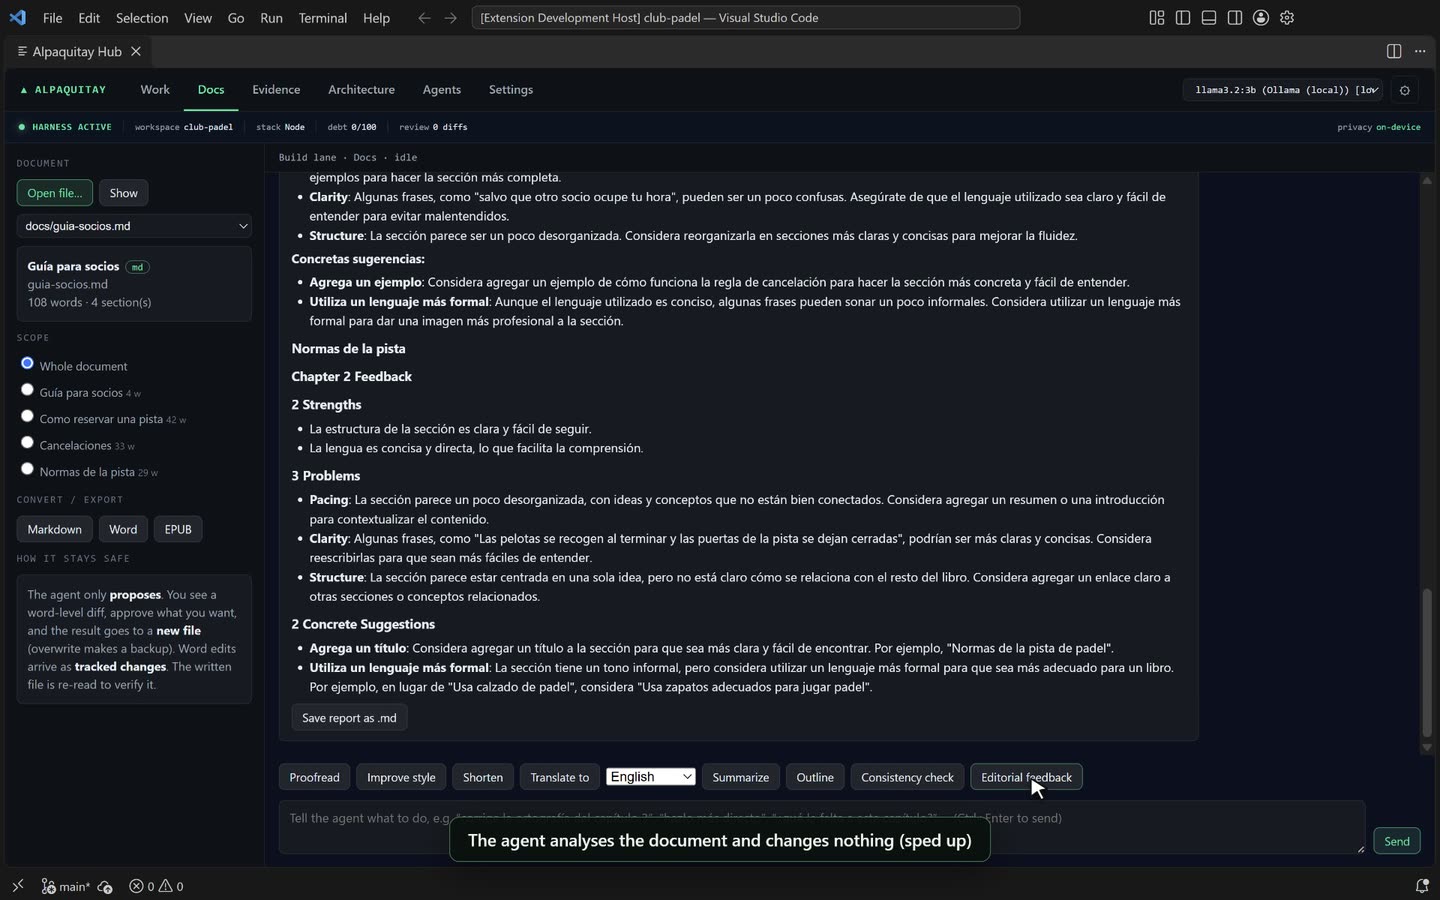 File Edit Selection View Go Run Terminal Help
[Extension Development Host] club-padel — Visual Studio Code
Alpaquitay Hub
ALPAQUITAY
Work Docs Evidence Architecture Agents Settings
llama3.2:3b (Ollama (local))
HARNESS ACTIVE workspace club-padel stack Node debt 0/100 review 0 diffs
privacy on-device
DOCUMENT
Open file... Show
docs/guia-socios.md
Guía para socios md
guia-socios.md
108 words · 4 section(s)
SCOPE
Whole document
Guía para socios 4 w
Como reservar una pista 42 w
Cancelaciones 33 w
Normas de la pista 29 w
CONVERT / EXPORT
Markdown Word EPUB
HOW IT STAYS SAFE
The agent only proposes. You see a
word-level diff, approve what you want,
and the result goes to a new file
(overwrite makes a backup). Word edits
arrive as tracked changes. The written
file is re-read to verify it.
Build lane · Docs · idle
ejemplos para hacer la sección más completa.
• Clarity: Algunas frases, como "salvo que otro socio ocupe tu hora", pueden ser un poco confusas. Asegúrate de que el lenguaje utilizado sea claro y fácil de
entender para evitar malentendidos.
• Structure: La sección parece ser un poco desorganizada. Considera reorganizarla en secciones más claras y concisas para mejorar la fluidez.
Concretas sugerencias:
• Agrega un ejemplo: Considera agregar un ejemplo de cómo funciona la regla de cancelación para hacer la sección más concreta y fácil de entender.
• Utiliza un lenguaje más formal: Aunque el lenguaje utilizado es conciso, algunas frases pueden sonar un poco informales. Considera utilizar un lenguaje más
formal para dar una imagen más profesional a la sección.
Normas de la pista
Chapter 2 Feedback
2 Strengths
• La estructura de la sección es clara y fácil de seguir.
• La lengua es concisa y directa, lo que facilita la comprensión.
3 Problems
• Pacing: La sección parece un poco desorganizada, con ideas y conceptos que no están bien conectados. Considera agregar un resumen o una introducción
para contextualizar el contenido.
• Clarity: Algunas frases, como "Las pelotas se recogen al terminar y las puertas de la pista se dejan cerradas", podrían ser más claras y concisas. Considera
reescribirlas para que sean más fáciles de entender.
• Structure: La sección parece estar centrada en una sola idea, pero no está claro cómo se relaciona con el resto del libro. Considera agregar un enlace claro a
otras secciones o conceptos relacionados.
2 Concrete Suggestions
• Agrega un título: Considera agregar un título a la sección para que sea más clara y fácil de encontrar. Por ejemplo, "Normas de la pista de padel".
• Utiliza un lenguaje más formal: La sección tiene un tono informal, pero considera utilizar un lenguaje más formal para que sea más adecuado para un libro.
Por ejemplo, en lugar de "Usa calzado de padel", considera "Usa zapatos adecuados para jugar padel".
Save report as .md
Proofread Improve style Shorten Translate to English Summarize Outline Consistency check Editorial feedback
Tell the agent what to do, e.g. Enter to send)
The agent analyses the document and changes nothing (sped up)
Send
main* 0 0